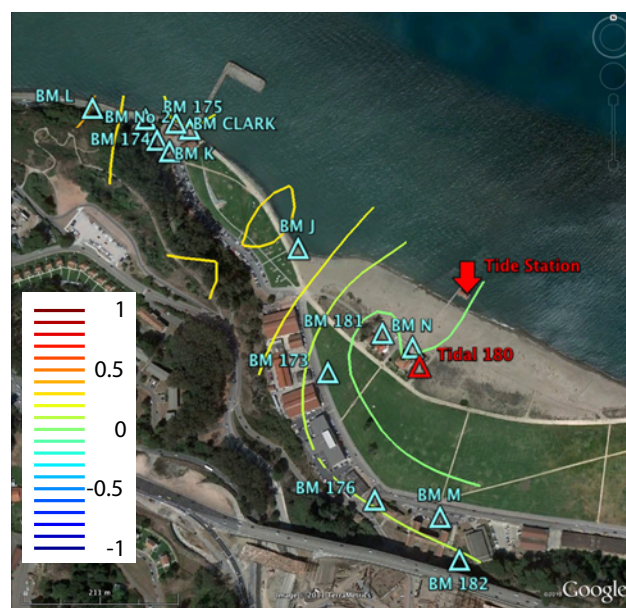 BM L
BM 175
BM No 2
BM CLARK
BM 174
BM K
BM J
Tide Station
BM 181
BM N
BM 173
Tidal 180
1
0.5
0
-0.5
-1
BM 176
BM M
BM 182
211 m
Google